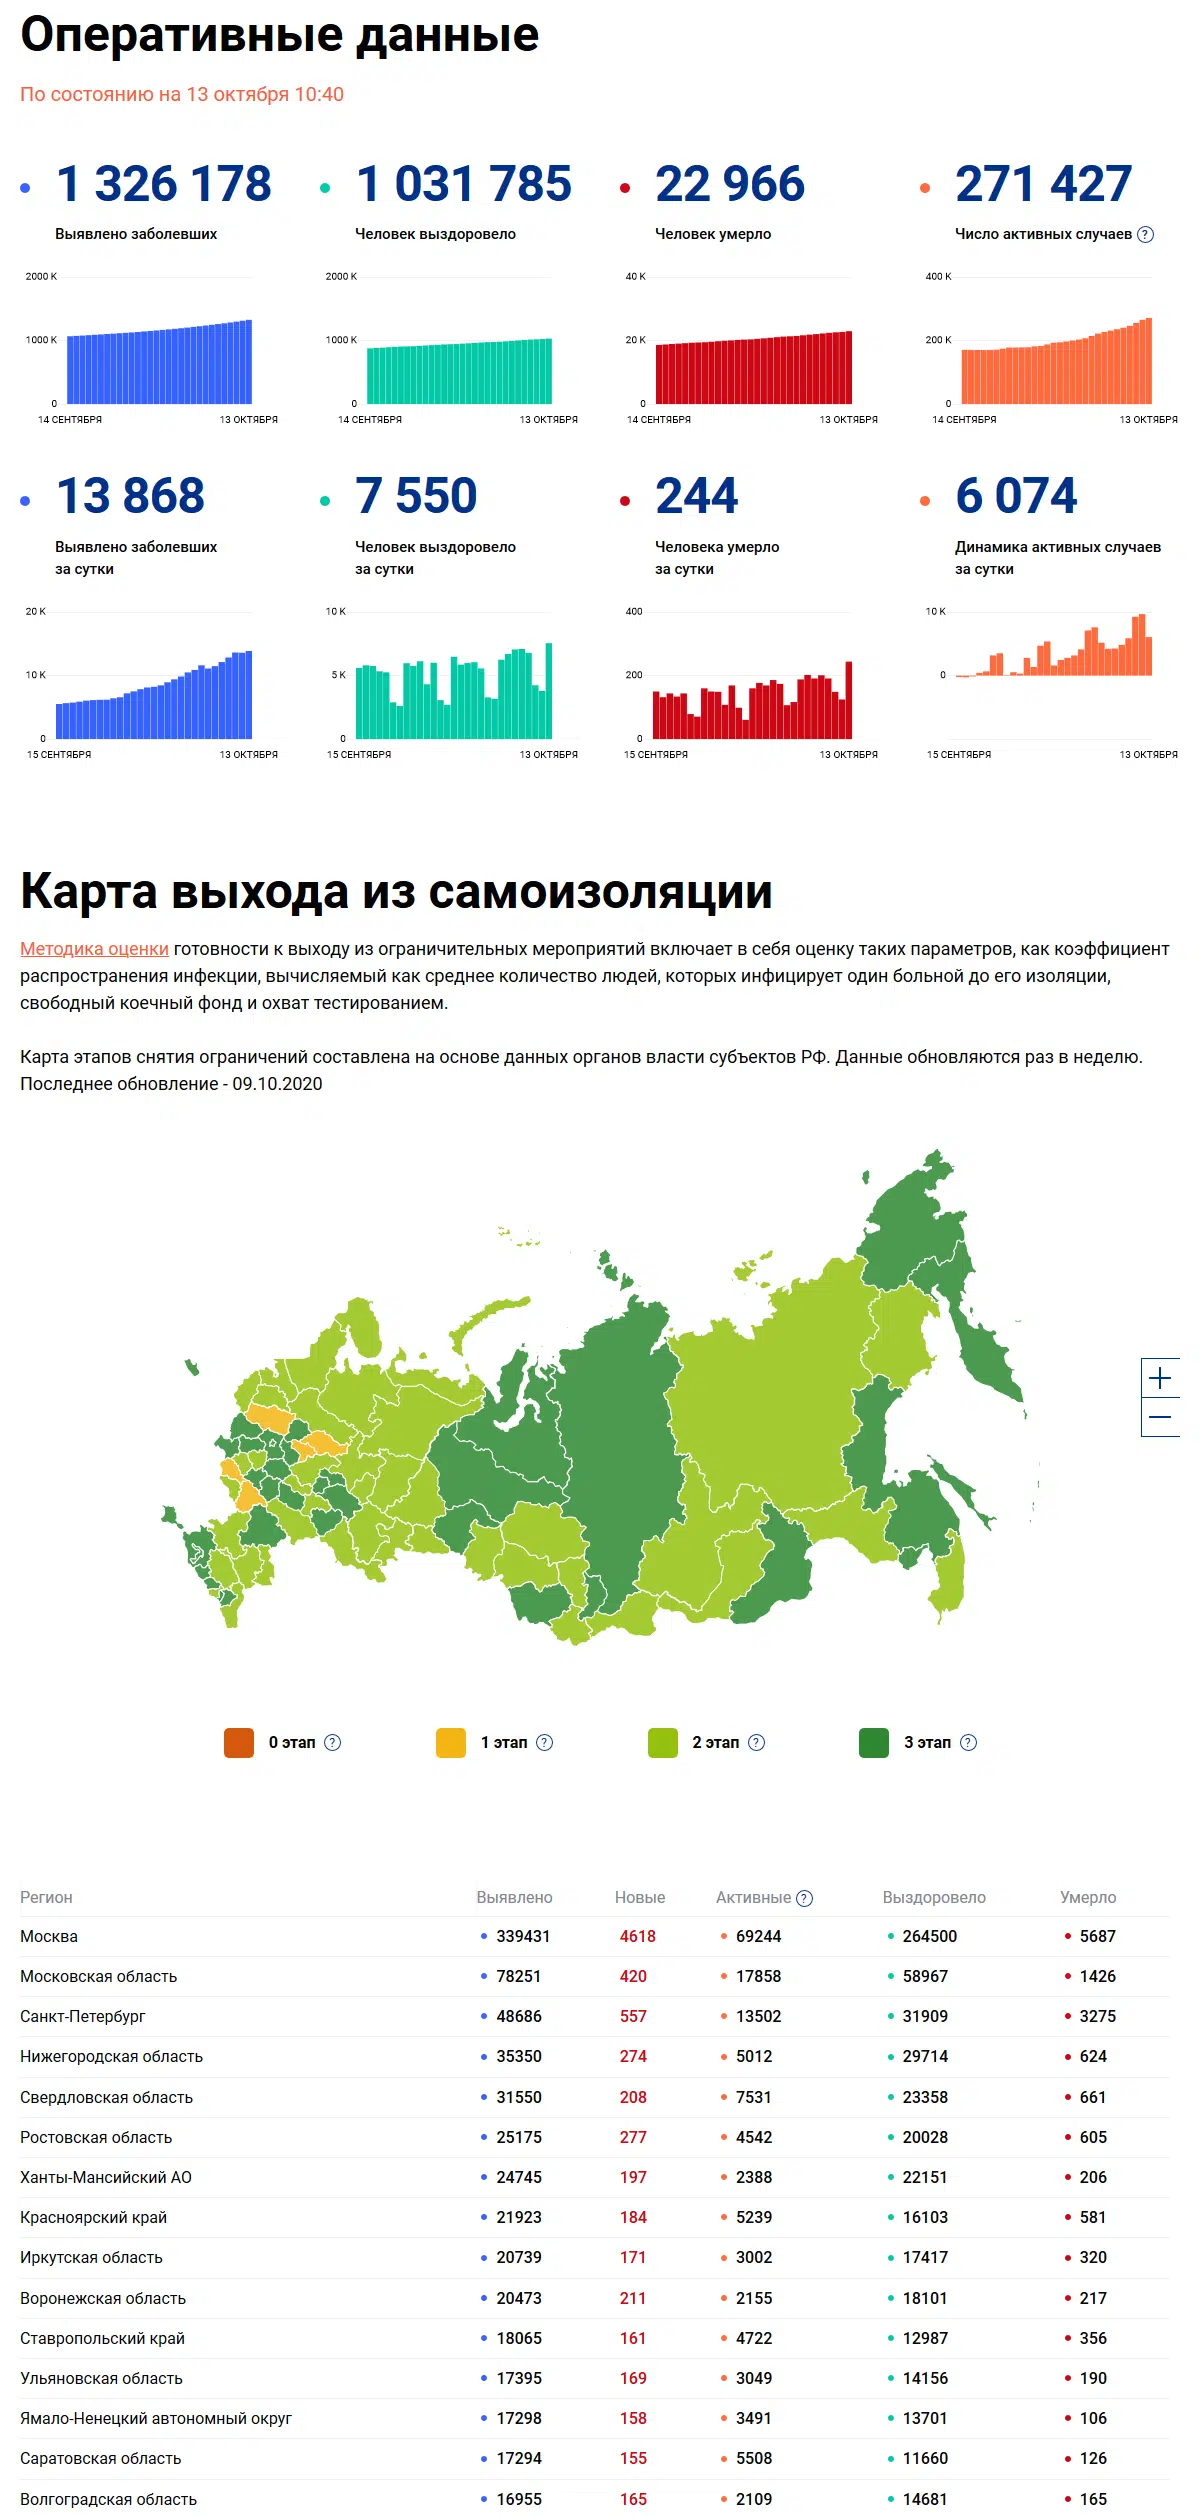 Оперативные данные
По состоянию на 13 октября 10:40
1 326 178
1 031 785
22 966
271 427
Выявлено заболевших
Человек выздоровело
Человек умерло
Число активных случаев ?
2000 K
1000 K
0
14 СЕНТЯБРЯ 13 ОКТЯБРЯ
2000 K
1000 K
0
14 СЕНТЯБРЯ 13 ОКТЯБРЯ
40 K
20 K
0
14 СЕНТЯБРЯ 13 ОКТЯБРЯ
400 K
200 K
0
14 СЕНТЯБРЯ 13 ОКТЯБРЯ
13 868
7 550
244
6 074
Выявлено заболевших
за сутки
Человек выздоровело
за сутки
Человека умерло
за сутки
Динамика активных случаев
за сутки
20 K
10 K
0
15 СЕНТЯБРЯ 13 ОКТЯБРЯ
10 K
5 K
0
15 СЕНТЯБРЯ 13 ОКТЯБРЯ
400
200
0
15 СЕНТЯБРЯ 13 ОКТЯБРЯ
10 K
0
15 СЕНТЯБРЯ 13 ОКТЯБРЯ
Карта выхода из самоизоляции
Методика оценки готовности к выходу из ограничительных мероприятий включает в себя оценку таких параметров, как коэффициент
распространения инфекции, вычисляемый как среднее количество людей, которых инфицирует один больной до его изоляции,
свободный коечный фонд и охват тестированием.
Карта этапов снятия ограничений составлена на основе данных органов власти субъектов РФ. Данные обновляются раз в неделю.
Последнее обновление - 09.10.2020
+
−
0 этап ? 1 этап ? 2 этап ? 3 этап ?
Регион Выявлено Новые Активные ? Выздоровело Умерло
Москва 339431 4618 69244 264500 5687
Московская область 78251 420 17858 58967 1426
Санкт-Петербург 48686 557 13502 31909 3275
Нижегородская область 35350 274 5012 29714 624
Свердловская область 31550 208 7531 23358 661
Ростовская область 25175 277 4542 20028 605
Ханты-Мансийский АО 24745 197 2388 22151 206
Красноярский край 21923 184 5239 16103 581
Иркутская область 20739 171 3002 17417 320
Воронежская область 20473 211 2155 18101 217
Ставропольский край 18065 161 4722 12987 356
Ульяновская область 17395 169 3049 14156 190
Ямало-Ненецкий автономный округ 17298 158 3491 13701 106
Саратовская область 17294 155 5508 11660 126
Волгоградская область 16955 165 2109 14681 165